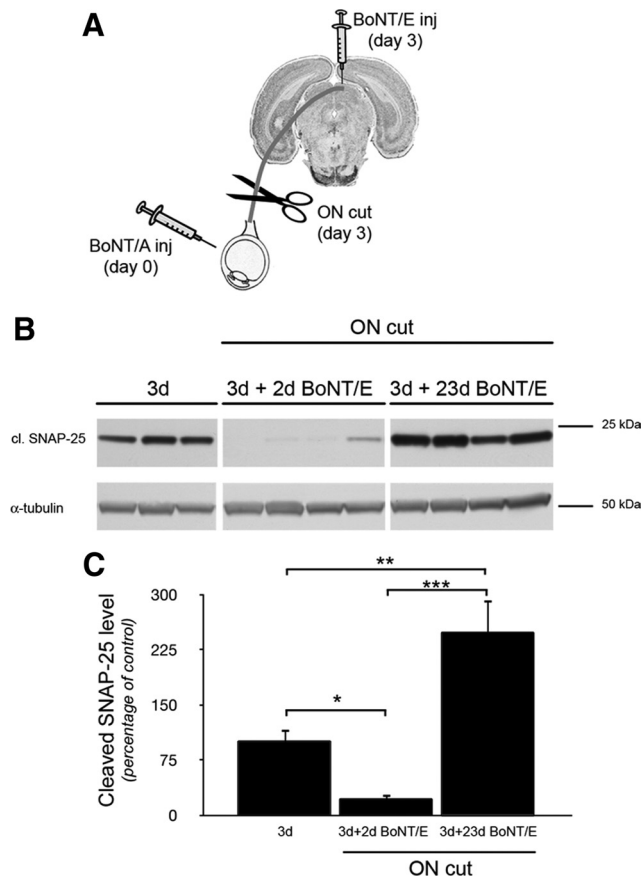 A
BoNT/E inj
(day 3)
ON cut
(day 3)
BoNT/A inj
(day 0)
B
ON cut
3d
3d + 2d BoNT/E
3d + 23d BoNT/E
cl. SNAP-25
25 kDa
α-tubulin
50 kDa
C
Cleaved SNAP-25 level
(percentage of control)
300
225
150
75
0
**
***
*
3d
3d+2d BoNT/E
3d+23d BoNT/E
ON cut